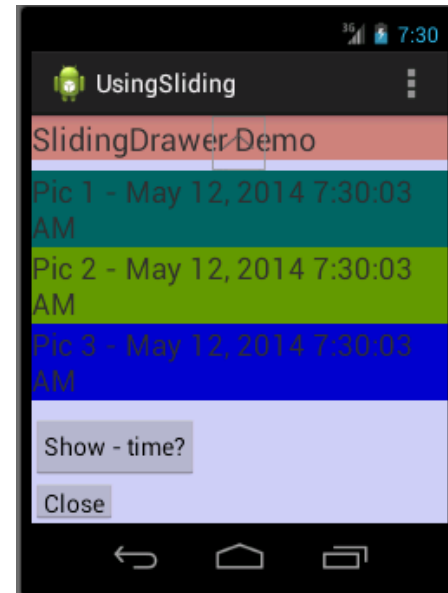 3G 7:30
UsingSliding
SlidingDrawer Demo
Pic 1 - May 12, 2014 7:30:03
AM
Pic 2 - May 12, 2014 7:30:03
AM
Pic 3 - May 12, 2014 7:30:03
AM
Show - time?
Close